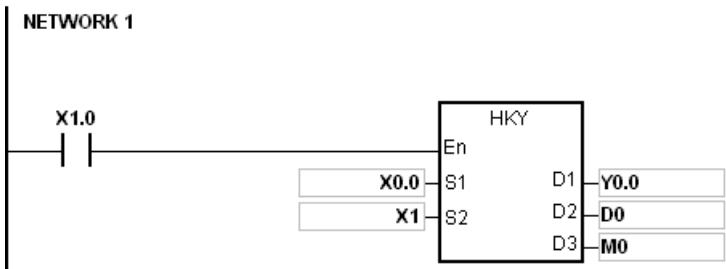 NETWORK 1
X1.0
HKY
En
X0.0 S1 D1 Y0.0
X1 S2 D2 D0
D3 M0